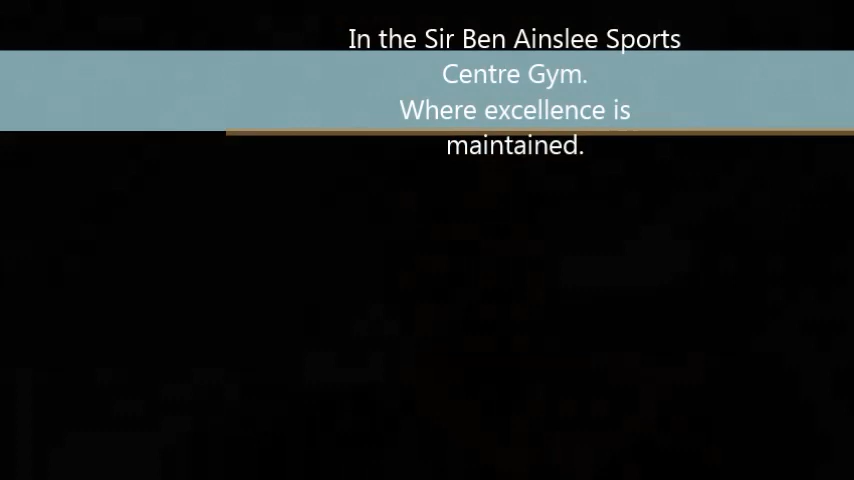 In the Sir Ben Ainslee Sports
Centre Gym.
Where excellence is
maintained.